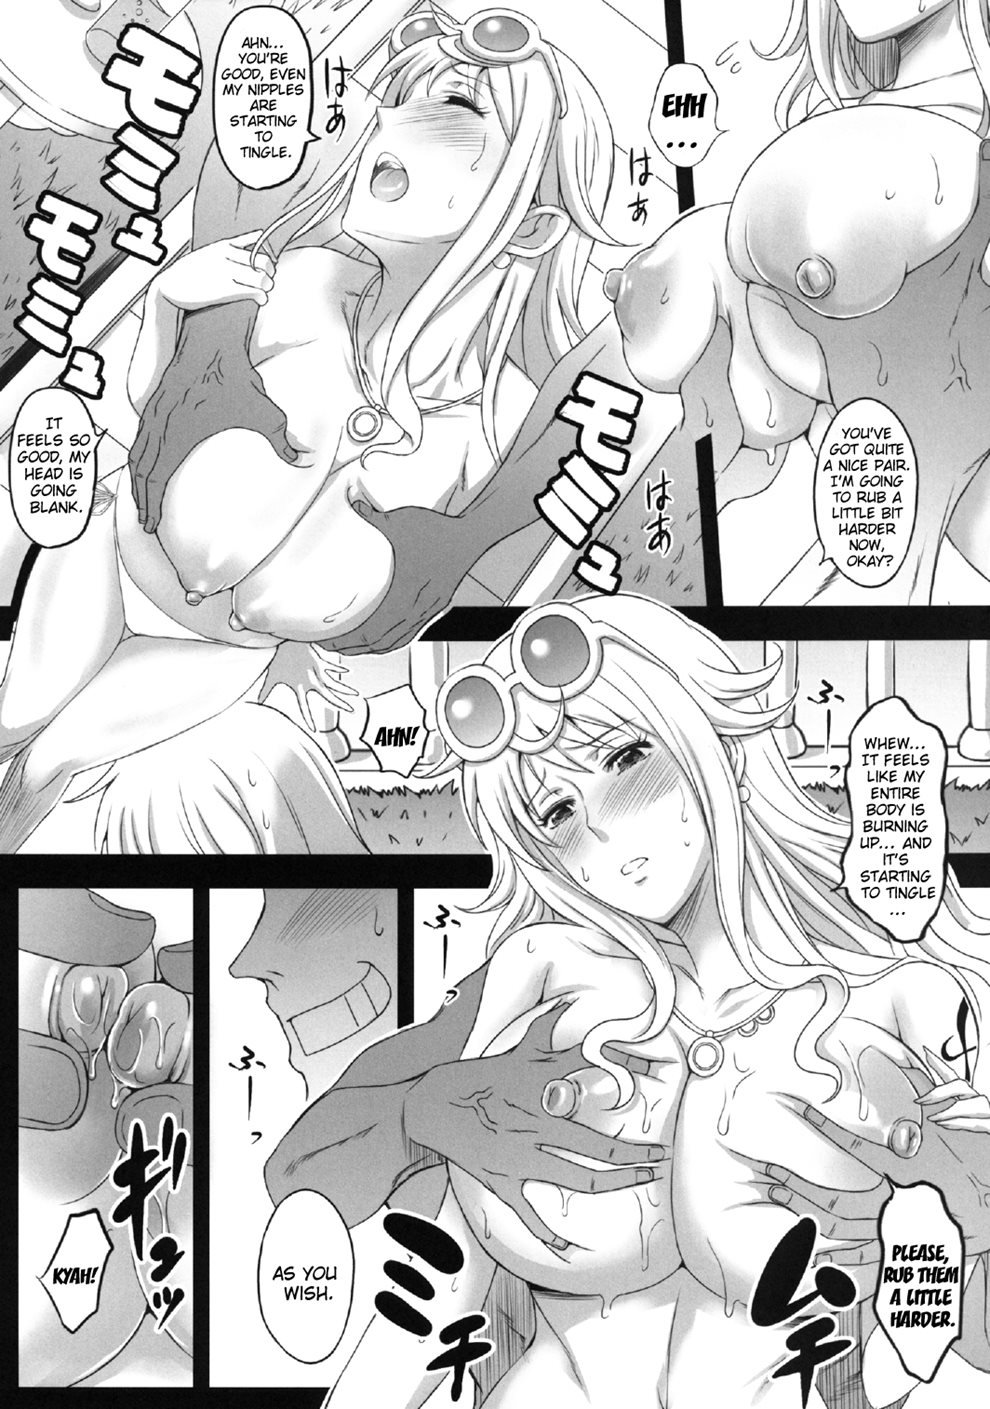 EHH
...
はぁ
YOU'VE
GOT QUITE
A NICE PAIR.
I'M GOING
TO RUB A
LITTLE BIT
HARDER
NOW,
OKAY?
AHN...
YOU'RE
GOOD, EVEN
MY NIPPLES
ARE
STARTING
TO
TINGLE.
はぁ
モミュ
モミュ
モミュ
はぁ
IT
FEELS SO
GOOD, MY
HEAD IS
GOING
BLANK.
AHN!
ふー
WHEW...
IT FEELS
LIKE MY
ENTIRE
BODY IS
BURNING
UP... AND
IT'S
STARTING
TO TINGLE
...
ふー
ふー
PLEASE,
RUB THEM
A LITTLE
HARDER.
ムチ
ミチ
AS YOU
WISH.
ギュッ
KYAH!